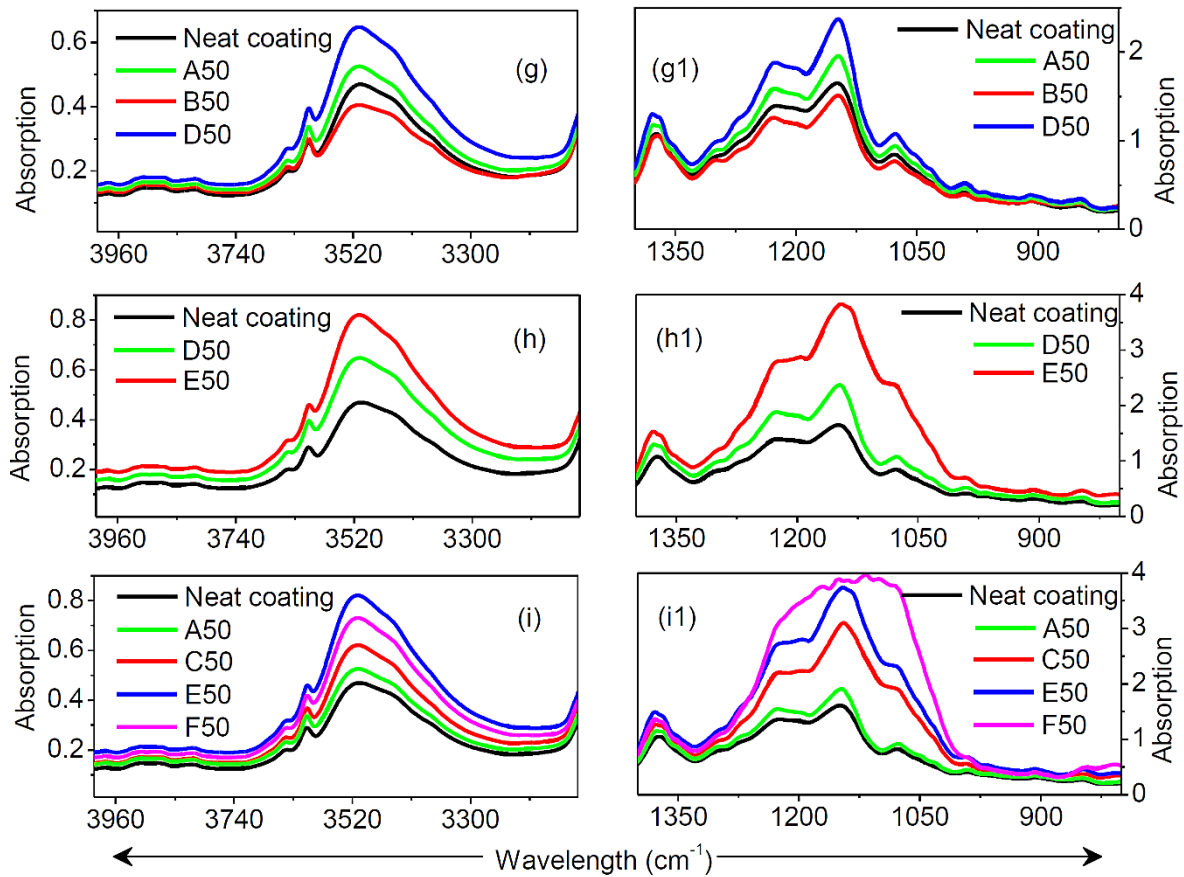 Absorption
0.6
0.4
0.2
Neat coating
A50
B50
D50
(g)
3960 3740 3520 3300
(g1)
Neat coating
A50
B50
D50
2
1
0
Absorption
1350 1200 1050 900
Absorption
0.8
0.6
0.4
0.2
Neat coating
D50
E50
(h)
3960 3740 3520 3300
(h1)
Neat coating
D50
E50
4
3
2
1
0
Absorption
1350 1200 1050 900
Absorption
0.8
0.6
0.4
0.2
Neat coating
A50
C50
E50
F50
(i)
3960 3740 3520 3300
(i1)
Neat coating
A50
C50
E50
F50
4
3
2
1
0
Absorption
1350 1200 1050 900
Wavelength (cm⁻¹)